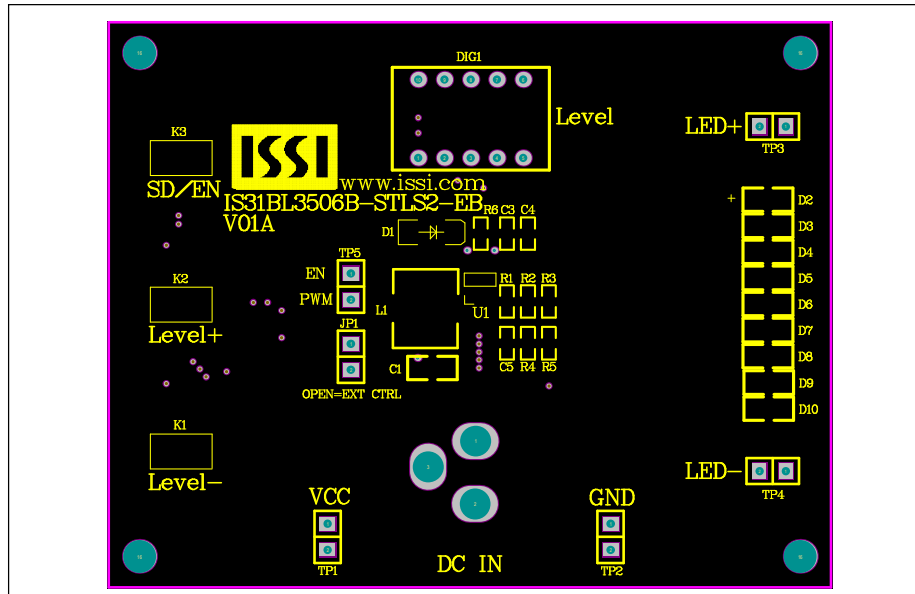 DIG1
Level
LED+
TP3
K3
SD/EN
ISSI
www.issi.com
IS31BL3506B-STLS2-EB
V01A
R6 C3 C4
D1
+
D2
D3
D4
D5
D6
D7
D8
D9
D10
TP5
EN
PWM
K2
Level+
L1
U1
R1 R2 R3
JP1
C1
C5 R4 R5
OPEN=EXT CTRL
K1
Level-
LED-
TP4
VCC
TP1
DC IN
GND
TP2